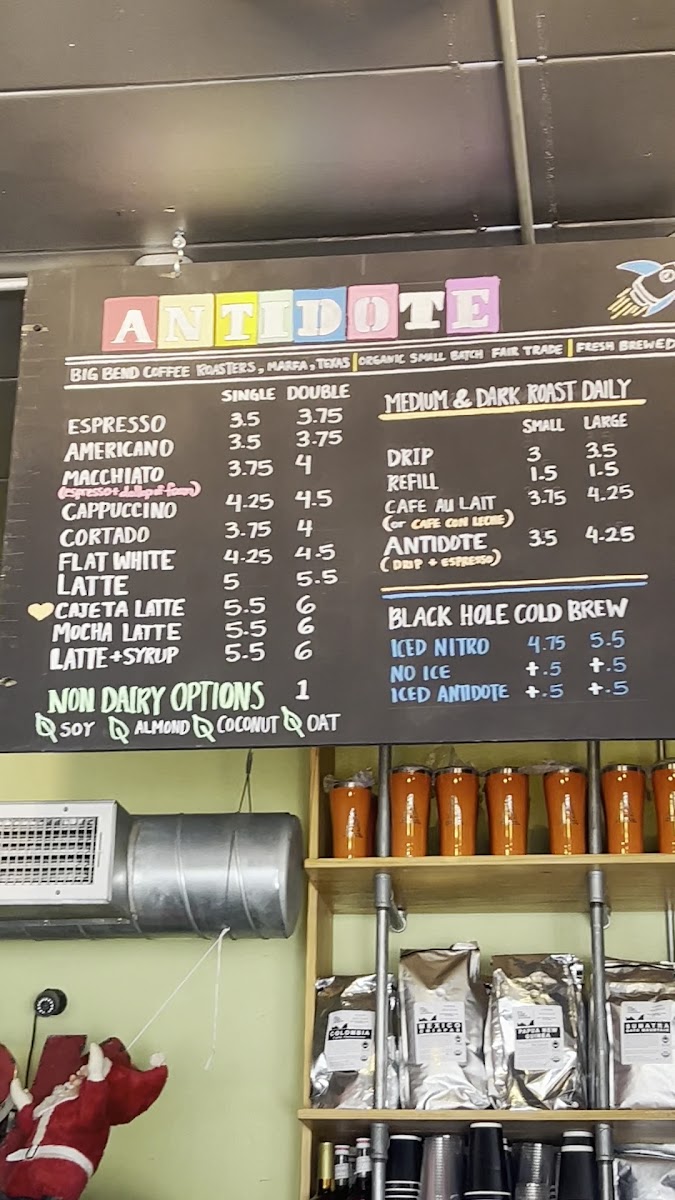 ANTIDOTE
BIG BEND COFFEE ROASTERS, MARFA, TEXAS | ORGANIC SMALL BATCH FAIR TRADE | FRESH BREWED
SINGLE DOUBLE
ESPRESSO 3.5 3.75
AMERICANO 3.5 3.75
MACCHIATO 3.75 4
(espresso + dollop of foam)
CAPPUCCINO 4.25 4.5
CORTADO 3.75 4
FLAT WHITE 4.25 4.5
LATTE 5 5.5
CAJETA LATTE 5.5 6
MOCHA LATTE 5.5 6
LATTE + SYRUP 5.5 6
NON DAIRY OPTIONS 1
SOY ALMOND COCONUT OAT
MEDIUM & DARK ROAST DAILY
SMALL LARGE
DRIP 3 3.5
REFILL 1.5 1.5
CAFE AU LAIT 3.75 4.25
(or CAFE CON LECHE)
ANTIDOTE 3.5 4.25
(DRIP + ESPRESSO)
BLACK HOLE COLD BREW
ICED NITRO 4.75 5.5
NO ICE +.5 +.5
ICED ANTIDOTE +.5 +.5
COLOMBIA
MEXICO
PAPUA NEW
GUINEA
SUMATRA